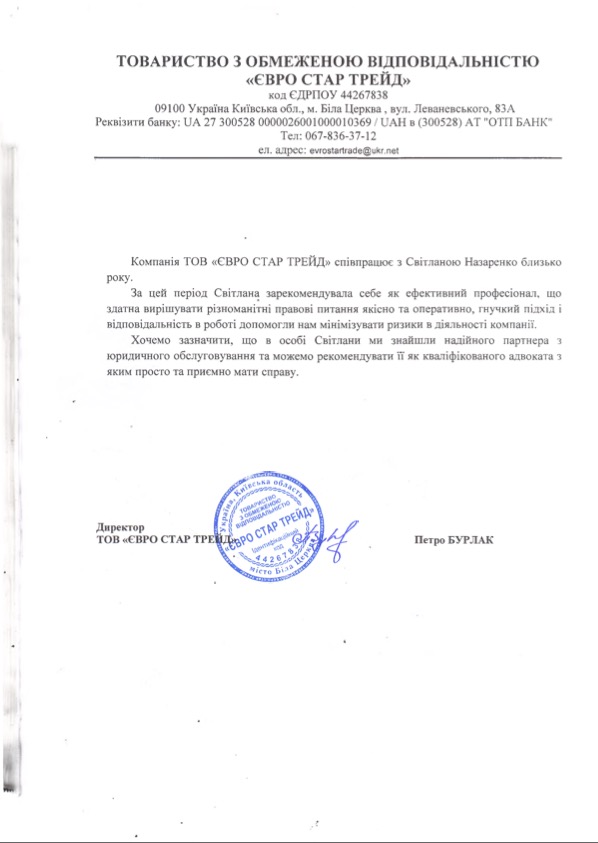 ТОВАРИСТВО З ОБМЕЖЕНОЮ ВІДПОВІДАЛЬНІСТЮ
«ЄВРО СТАР ТРЕЙД»
код ЄДРПОУ 44267838
09100 Україна Київська обл., м. Біла Церква , вул. Леваневського, 83А
Реквізити банку: UA 27 300528 0000026001000010369 / UAH в (300528) АТ "ОТП БАНК"
Тел: 067-836-37-12
ел. адрес: evrostartrade@ukr.net
Компанія ТОВ «ЄВРО СТАР ТРЕЙД» співпрацює з Світланою Назаренко близько
року.
За цей період Світлана зарекомендувала себе як ефективний професіонал, що
здатна вирішувати різноманітні правові питання якісно та оперативно, гнучкий підхід і
відповідальність в роботі допомогли нам мінімізувати ризики в діяльності компанії.
Хочемо зазначити, що в особі Світлани ми знайшли надійного партнера з
юридичного обслуговування та можемо рекомендувати її як кваліфікованого адвоката з
яким просто та приємно мати справу.
Директор
ТОВ «ЄВРО СТАР ТРЕЙД»
Петро БУРЛАК
Україна, Київська область
ТОВАРИСТВО
З ОБМЕЖЕНОЮ
ВІДПОВІДАЛЬНІСТЮ
«ЄВРО СТАР ТРЕЙД»
Ідентифікаційний
код
місто Біла Церква